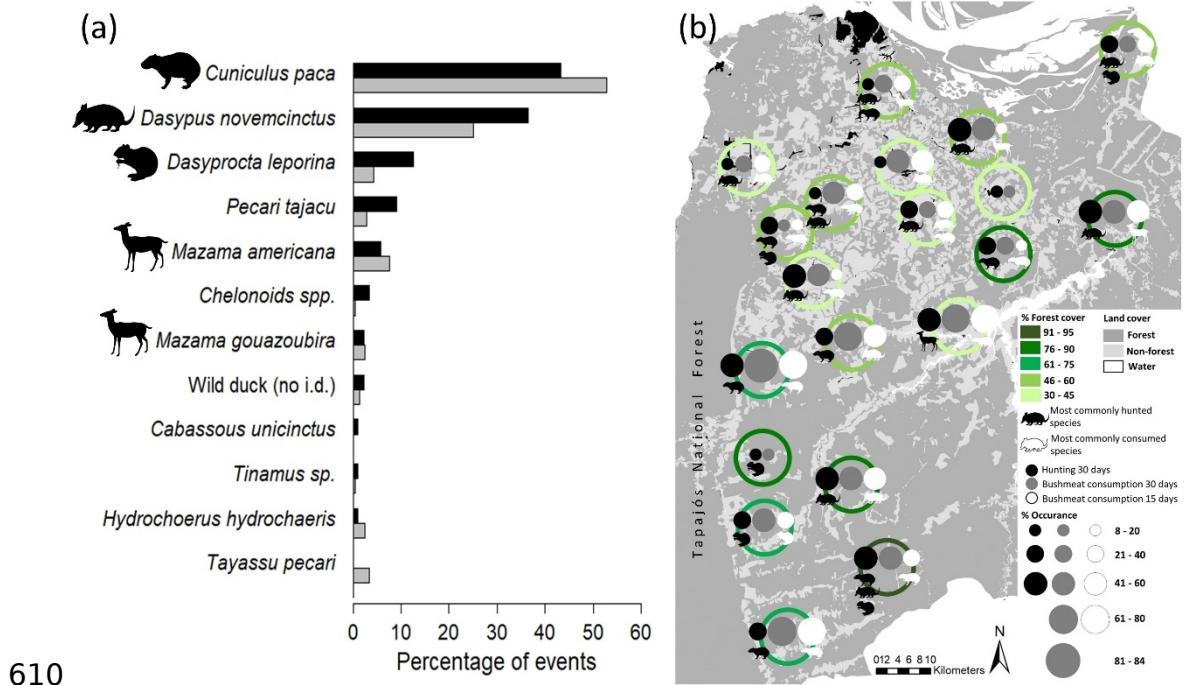 (a)
Cuniculus paca
Dasypus novemcinctus
Dasyprocta leporina
Pecari tajacu
Mazama americana
Chelonoids spp.
Mazama gouazoubira
Wild duck (no i.d.)
Cabassous unicinctus
Tinamus sp.
Hydrochoerus hydrochaeris
Tayassu pecari
0 10 20 30 40 50 60
Percentage of events
610
(b)
Tapajós National Forest
% Forest cover
91 - 95
76 - 90
61 - 75
46 - 60
30 - 45
Land cover
Forest
Non-forest
Water
Most commonly hunted
species
Most commonly consumed
species
Hunting 30 days
Bushmeat consumption 30 days
Bushmeat consumption 15 days
% Occurance
8 - 20
21 - 40
41 - 60
61 - 80
81 - 84
N
012 4 6 8 10
Kilometers